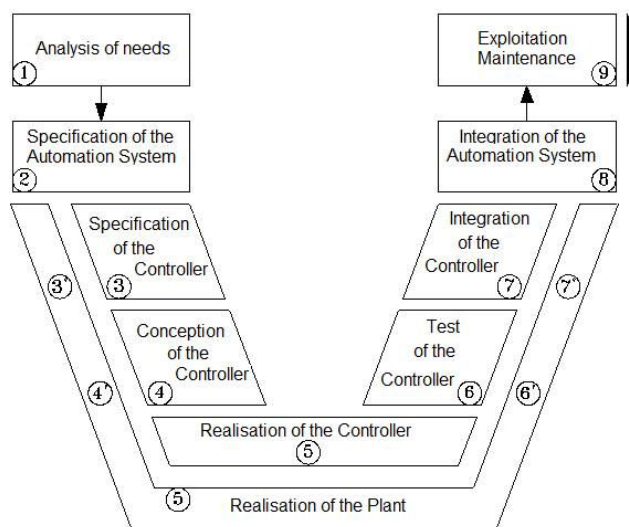 Analysis of needs
1
Specification of the
Automation System
2
Specification
of the
Controller
3
3'
Conception
of the
Controller
4
4'
Realisation of the Controller
5
5
Realisation of the Plant
Test
of the
Controller
6
6'
Integration
of the
Controller
7
7'
Integration of the
Automation System
8
Exploitation
Maintenance
9